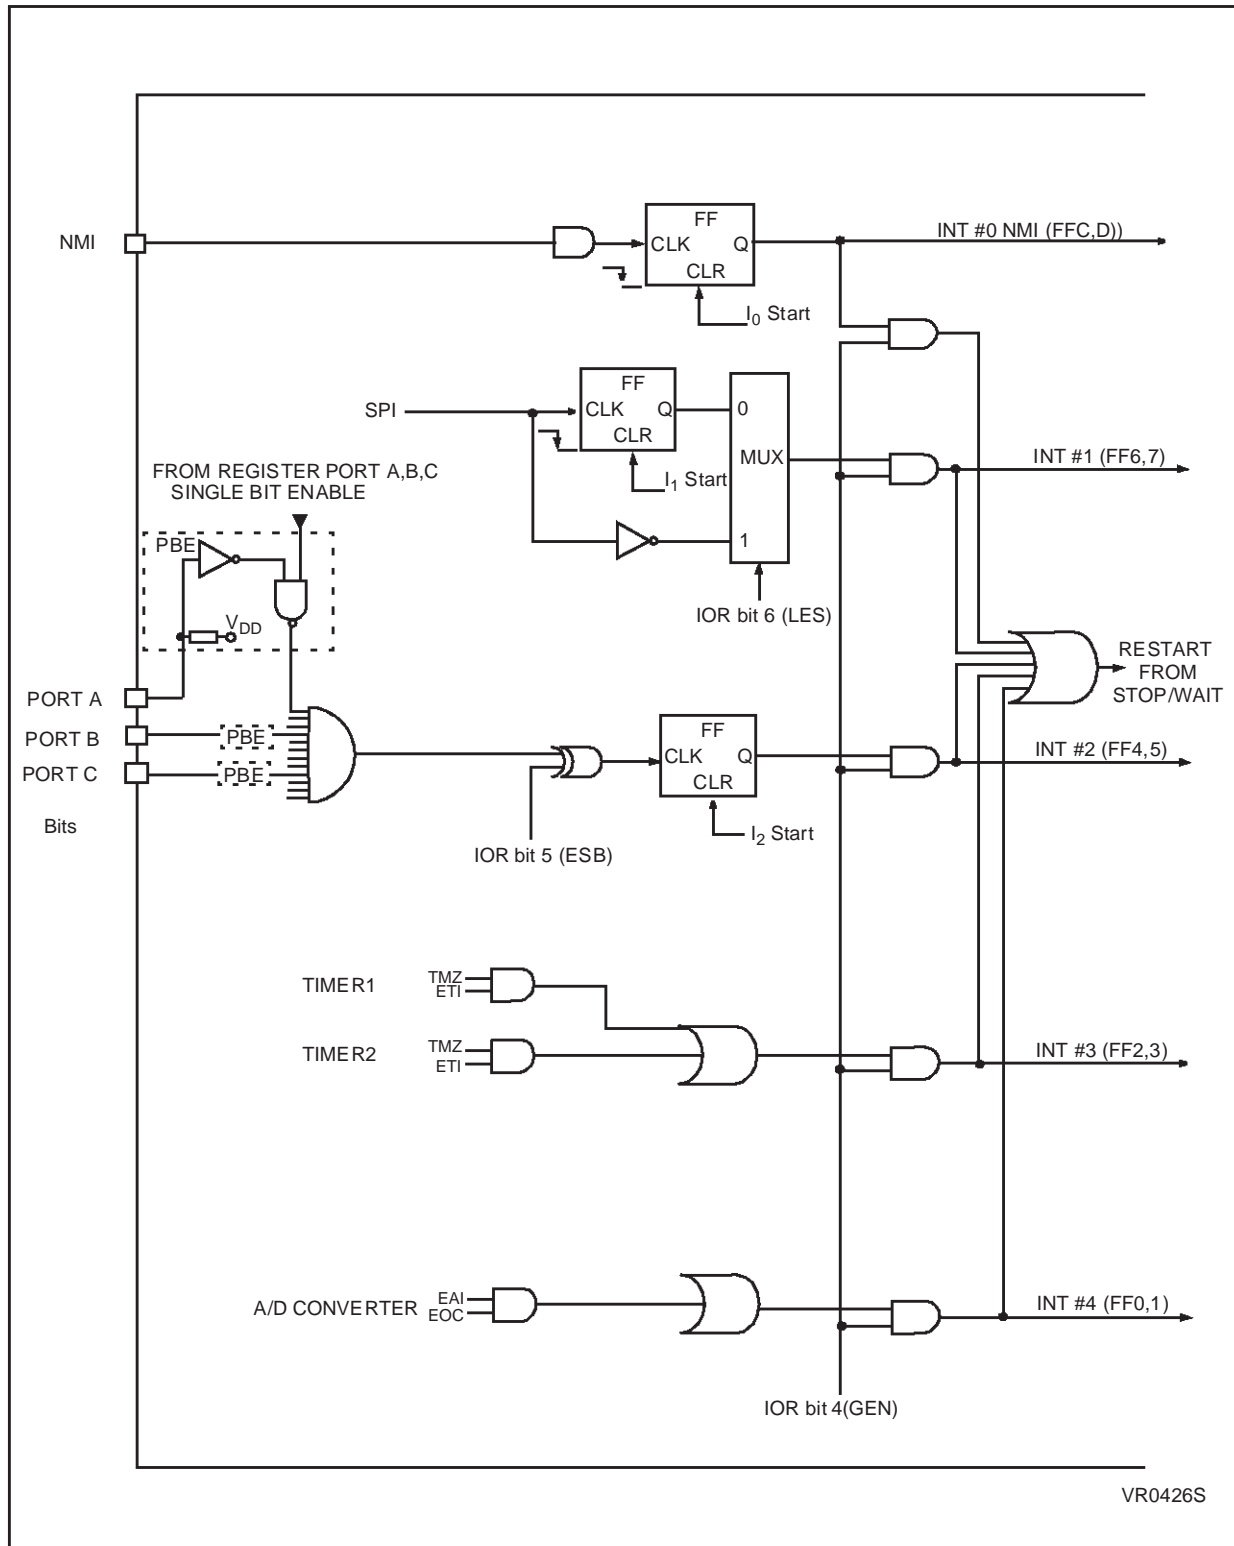 NMI
FF
CLK
Q
CLR
I0 Start
INT #0 NMI (FFC,D))
SPI
FF
CLK
Q
CLR
I1 Start
0
MUX
1
IOR bit 6 (LES)
INT #1 (FF6,7)
FROM REGISTER PORT A,B,C
SINGLE BIT ENABLE
PBE
VDD
PORT A
PORT B
PBE
PORT C
PBE
Bits
IOR bit 5 (ESB)
FF
CLK
Q
CLR
I2 Start
RESTART
FROM
STOP/WAIT
INT #2 (FF4,5)
TIMER1
TMZ
ETI
TIMER2
TMZ
ETI
INT #3 (FF2,3)
A/D CONVERTER
EAI
EOC
INT #4 (FF0,1)
IOR bit 4(GEN)
VR0426S